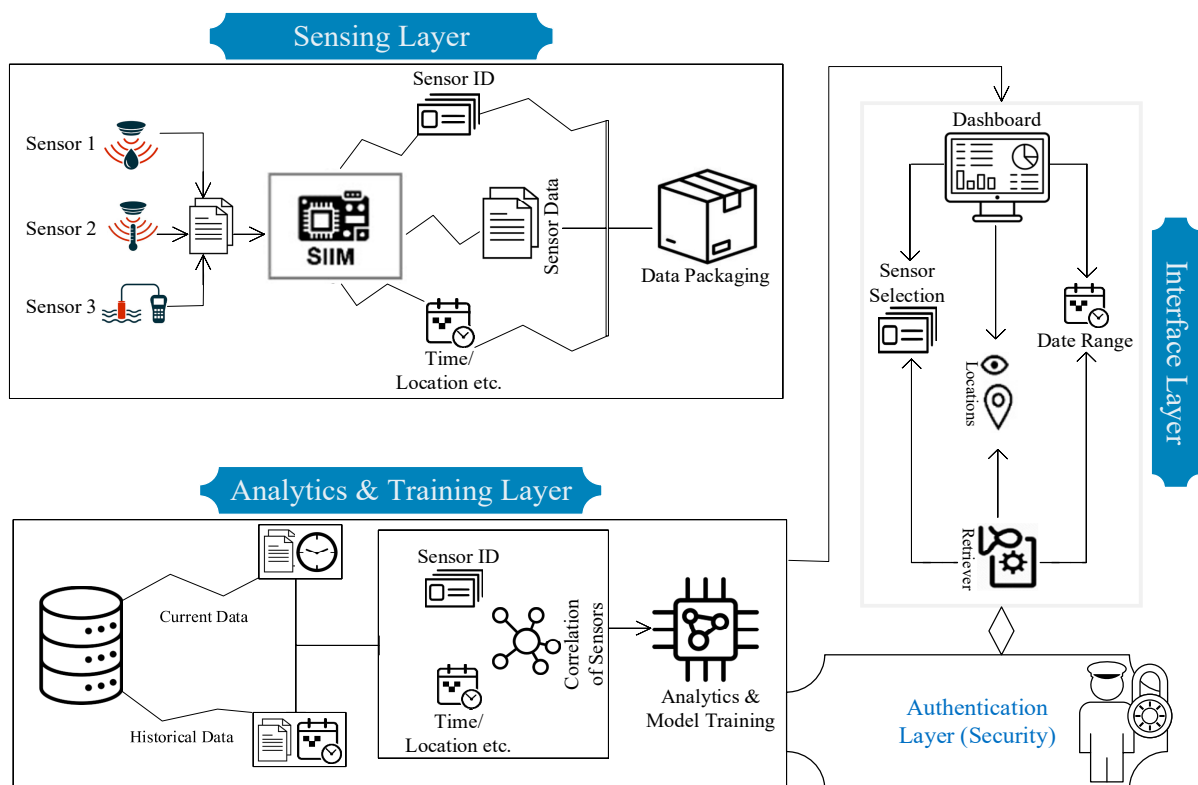 Sensing Layer
Sensor ID
Sensor 1
Sensor 2
Sensor 3
SIIM
Sensor Data
Data Packaging
Time/
Location etc.
Dashboard
Sensor
Selection
Locations
Date Range
Retriever
Interface Layer
Analytics & Training Layer
Current Data
Historical Data
Sensor ID
Time/
Location etc.
Correlation
of Sensors
Analytics &
Model Training
Authentication
Layer (Security)